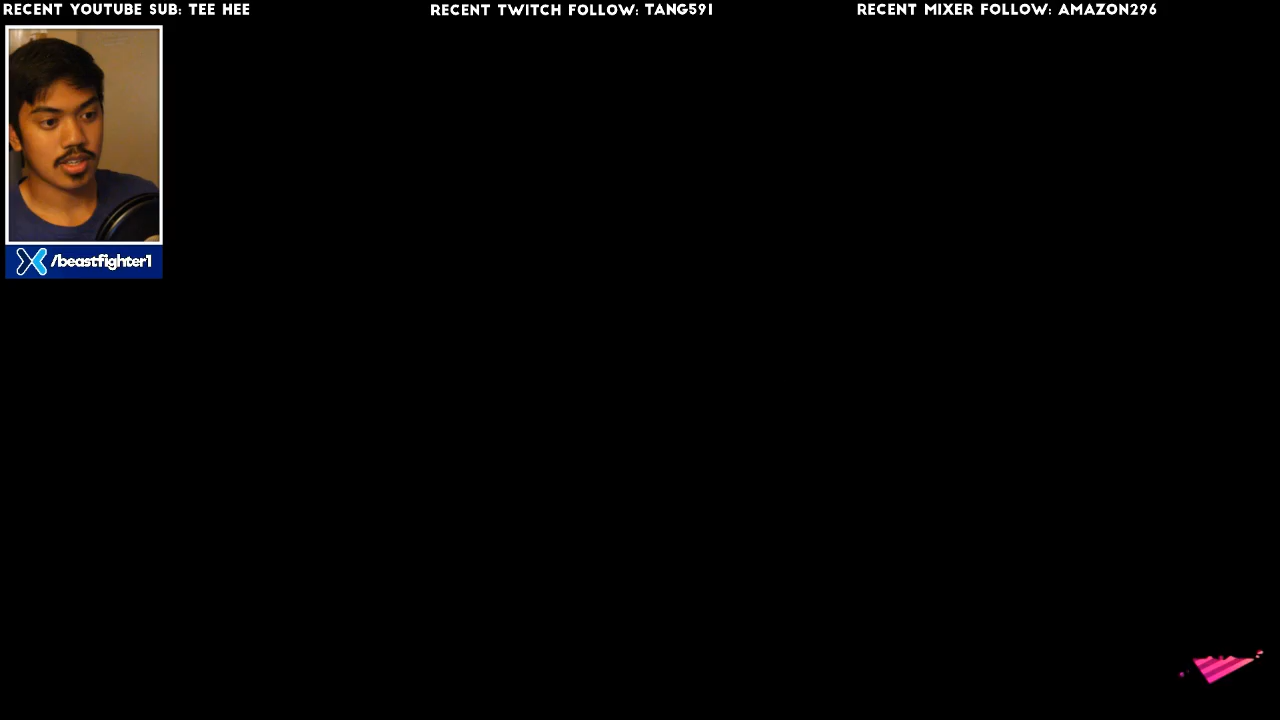 RECENT YOUTUBE SUB: TEE HEE
RECENT TWITCH FOLLOW: TANG591
RECENT MIXER FOLLOW: AMAZON296
/beastfighter1